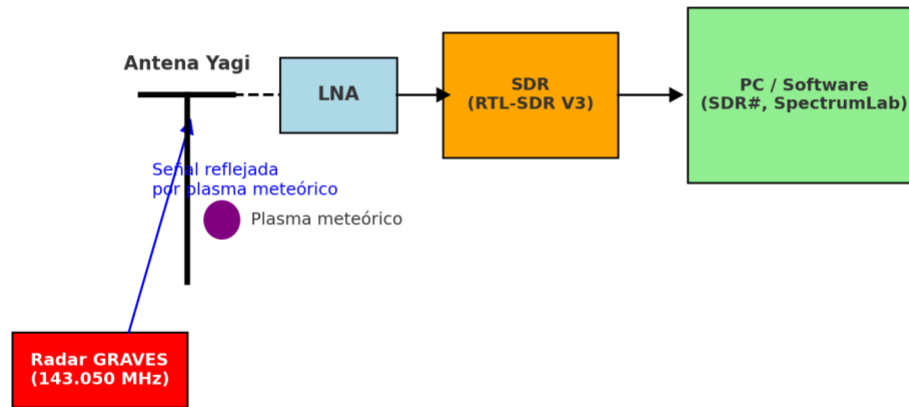 Antena Yagi
LNA
SDR
(RTL-SDR V3)
PC / Software
(SDR#, SpectrumLab)
Señal reflejada
por plasma meteórico
Plasma meteórico
Radar GRAVES
(143.050 MHz)